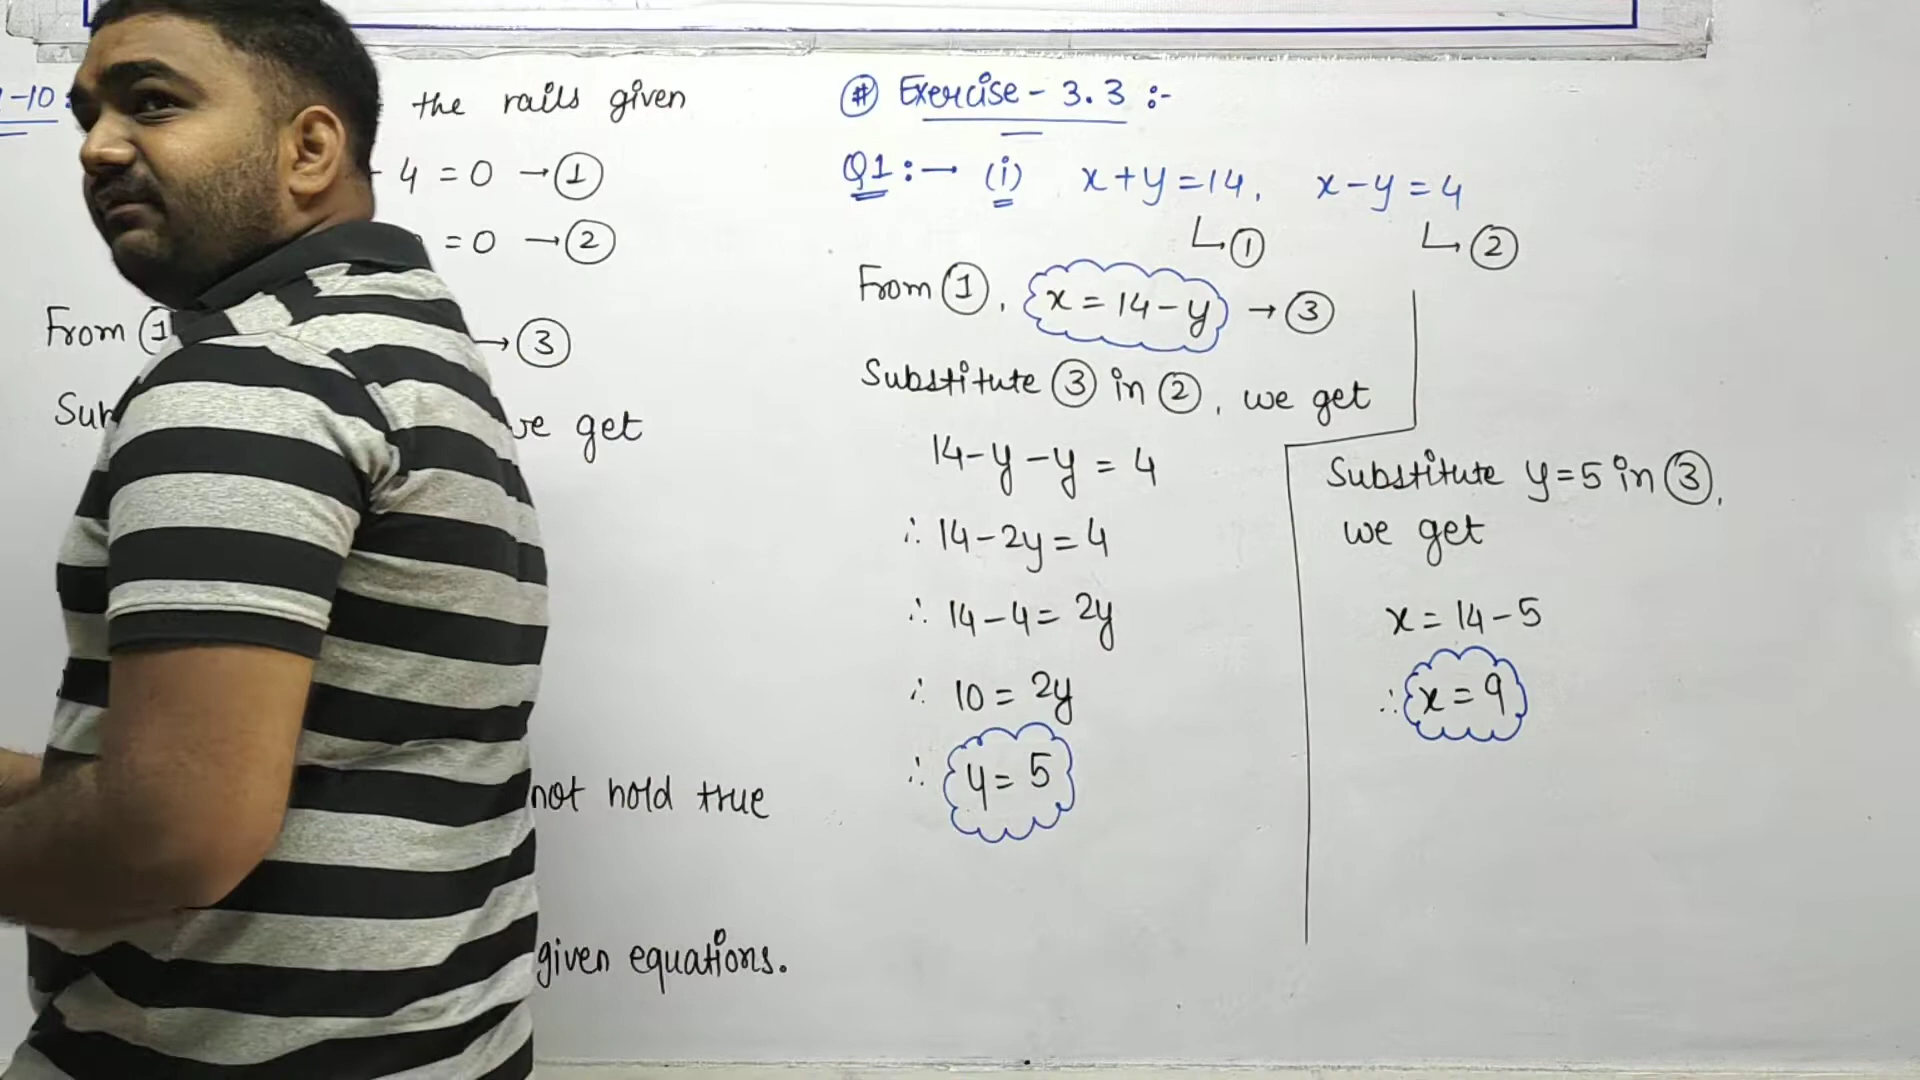 -10 the rails given
4 = 0 → ①
= 0 → ②
From ① → ③
we get
not hold true
given equations.
# Exercise - 3.3 :-
Q1 : → (i) x + y = 14, x - y = 4
↳ ① ↳ ②
From ①, x = 14 - y → ③
Substitute ③ in ②, we get
14 - y - y = 4
∴ 14 - 2y = 4
∴ 14 - 4 = 2y
∴ 10 = 2y
∴ y = 5
Substitute y = 5 in ③,
we get
x = 14 - 5
∴ x = 9